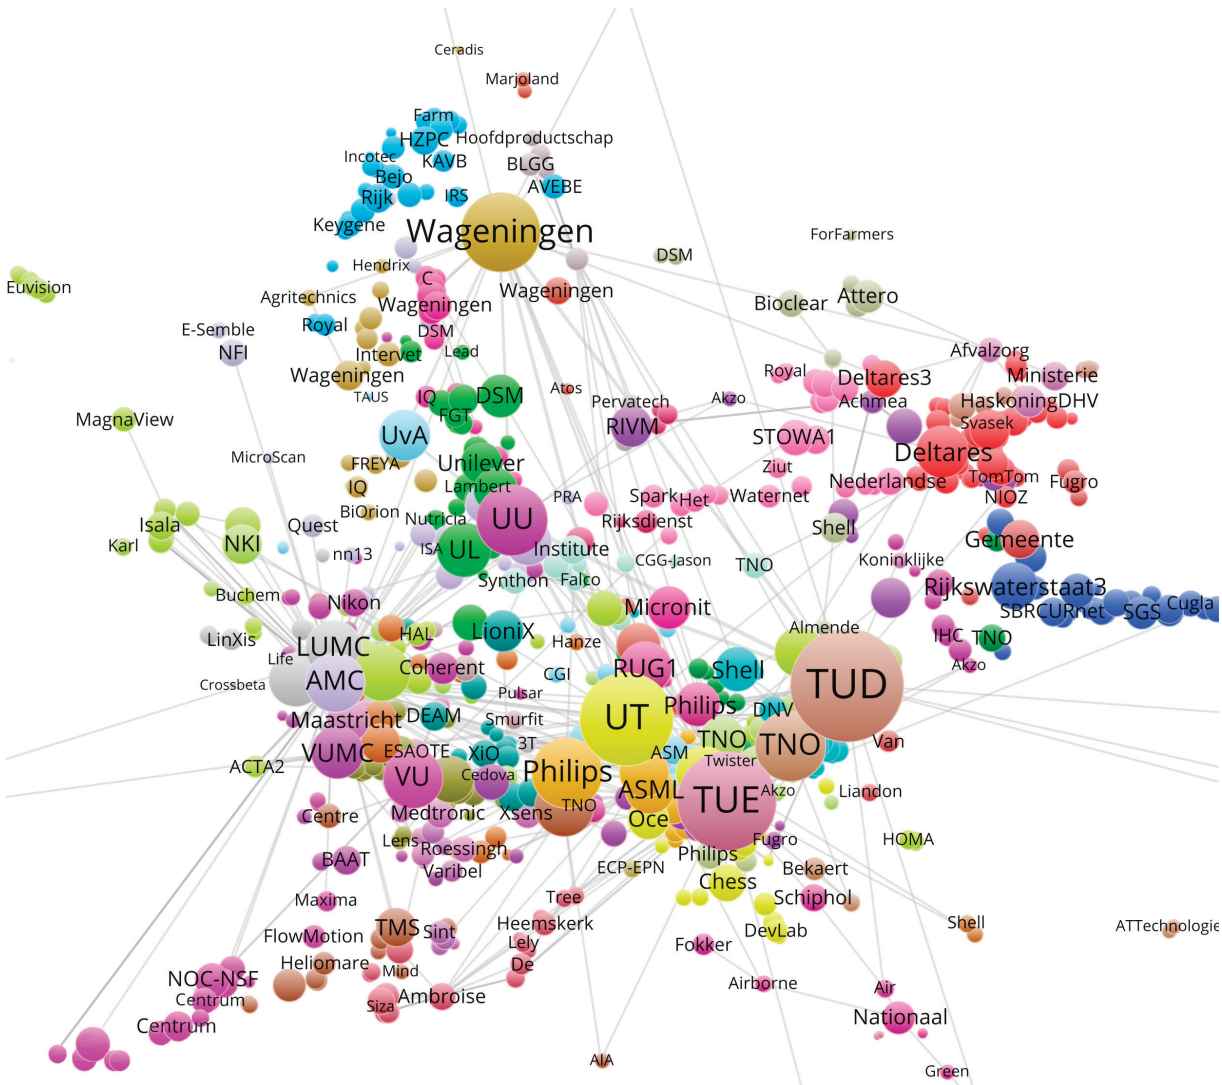 Ceradis
Marjoland
Farm
HZPC
Hoofdproductschap
Incotec
KAVB
BLGG
Bejo
AVEBE
Rijk
IRS
Keygene
Wageningen
ForFarmers
DSM
Hendrix
C
Euvision
Wageningen
Agritechnics
Wageningen
Bioclear
Attero
E-Semble
Royal
DSM
NFI
Intervet
Lead
Afvalzorg
Wageningen
Royal
Deltares3
Ministerie
TAUS
IQ
DSM
Atos
Pervatech
Akzo
Achmea
HaskoningDHV
MagnaView
FGT
RIVM
Svasek
UvA
STOWA1
Deltares
MicroScan
FREYA
Unilever
Ziut
TomTom
IQ
Lambert
PRA
Spark
Het
Waternet
Nederlandse
NIOZ
Fugro
BiOrion
Nutricia
UU
Rijksdienst
Isala
Quest
Shell
Karl
NKI
nn13
ISA
UL
Institute
CGG-Jason
TNO
Koninklijke
Gemeente
Synthon
Falco
Rijkswaterstaat3
Buchem
Nikon
Micronit
SBRCURnet
SGS
Cugla
LinXis
HAL
LioniX
Hanze
Almende
IHC
TNO
LUMC
Life
Coherent
CGI
RUG1
Shell
Akzo
Crossbeta
AMC
Pulsar
TUD
Maastricht
DEAM
Smurfit
UT
Philips
DNV
VUMC
ESAOTE
XiO
3T
ASM
TNO
TNO
Van
ACTA2
VU
Cedova
Philips
Twister
ASML
TUE
Akzo
Liandon
Centre
Medtronic
Xsens
TNO
Oce
Lens
Roessingh
Fugro
HOMA
BAAT
Varibel
ECP-EPN
Philips
Bekaert
Maxima
Tree
Chess
Schiphol
FlowMotion
TMS
Sint
Heemskerk
DevLab
Shell
ATTechnologie
Lely
Fokker
Heliomare
Mind
De
NOC-NSF
Airborne
Air
Centrum
Siza
Ambroise
Centrum
Nationaal
AIA
Green